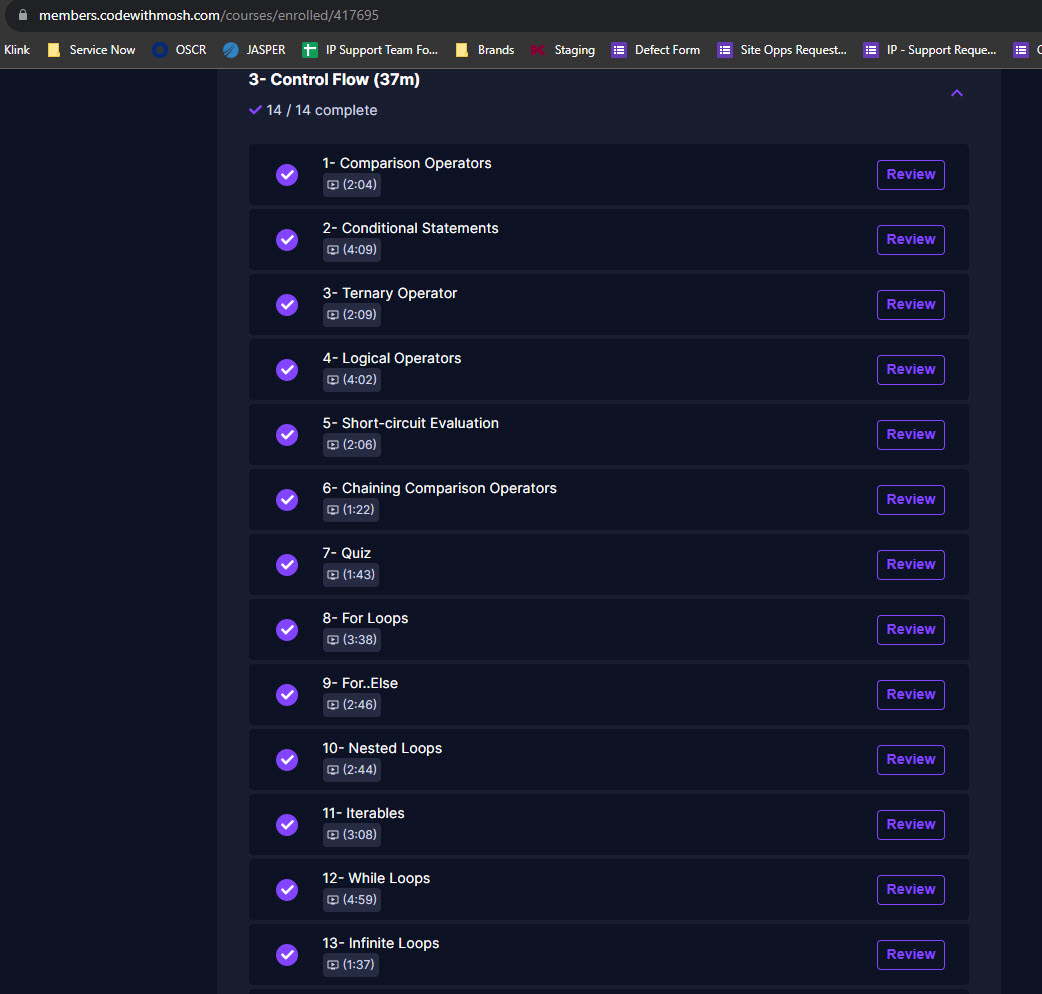 members.codewithmosh.com/courses/enrolled/417695
Klink Service Now OSCR JASPER IP Support Team Fo... Brands Staging Defect Form Site Opps Request... IP - Support Reque...
3- Control Flow (37m)
14 / 14 complete
1- Comparison Operators
(2:04)
Review
2- Conditional Statements
(4:09)
Review
3- Ternary Operator
(2:09)
Review
4- Logical Operators
(4:02)
Review
5- Short-circuit Evaluation
(2:06)
Review
6- Chaining Comparison Operators
(1:22)
Review
7- Quiz
(1:43)
Review
8- For Loops
(3:38)
Review
9- For..Else
(2:46)
Review
10- Nested Loops
(2:44)
Review
11- Iterables
(3:08)
Review
12- While Loops
(4:59)
Review
13- Infinite Loops
(1:37)
Review